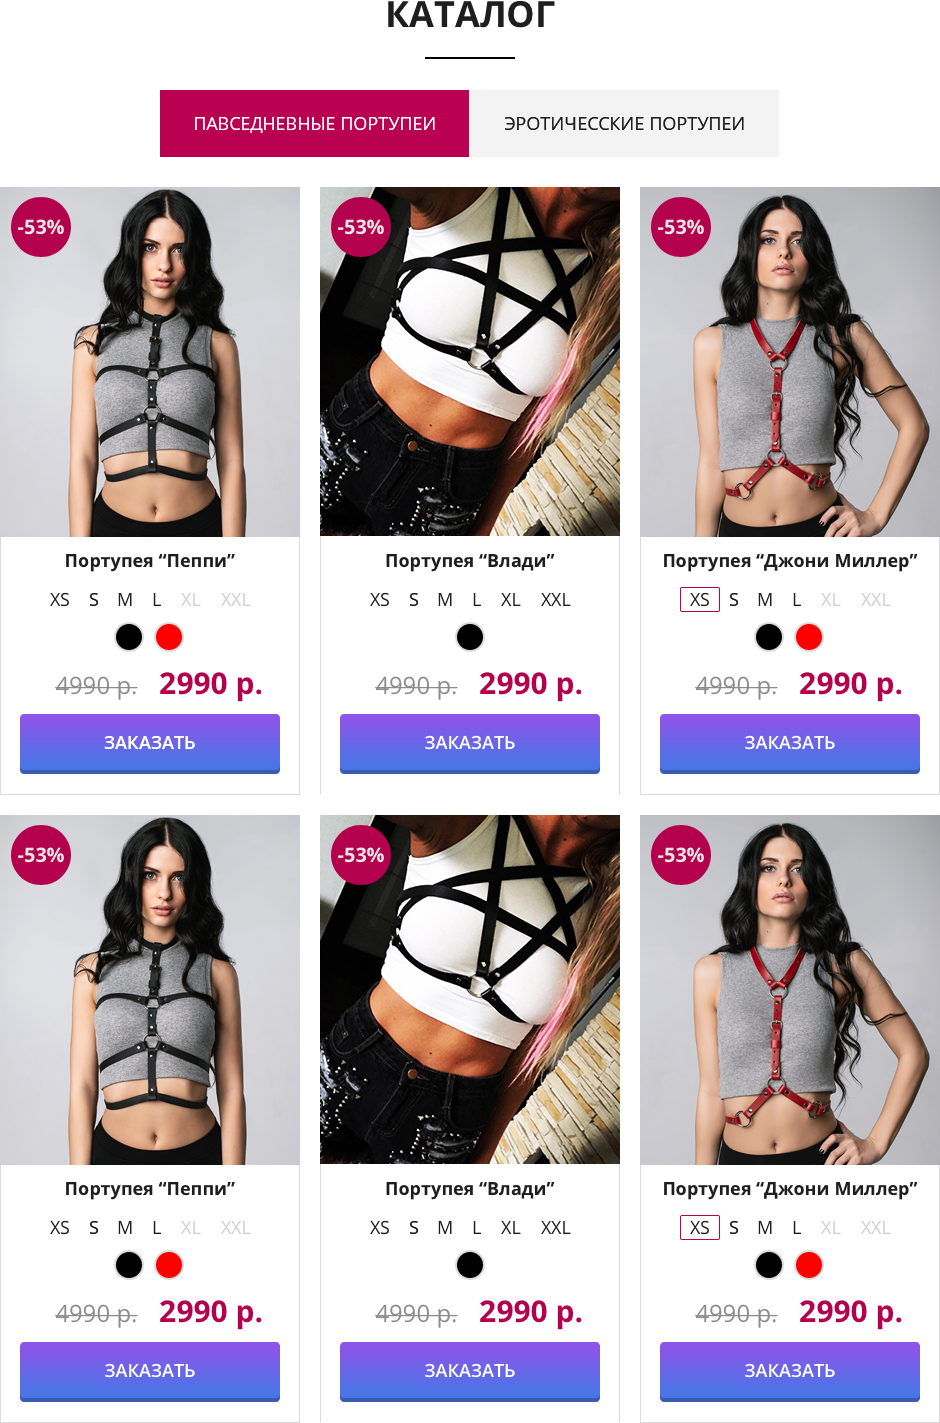 КАТАЛОГ
ПАВСЕДНЕВНЫЕ ПОРТУПЕИ ЭРОТИЧЕССКИЕ ПОРТУПЕИ
-53% -53% -53%
Портупея “Пеппи” Портупея “Влади” Портупея “Джони Миллер”
XS S M L XL XXL XS S M L XL XXL XS S M L XL XXL
4990 р. 2990 р. 4990 р. 2990 р. 4990 р. 2990 р.
ЗАКАЗАТЬ ЗАКАЗАТЬ ЗАКАЗАТЬ
-53% -53% -53%
Портупея “Пеппи” Портупея “Влади” Портупея “Джони Миллер”
XS S M L XL XXL XS S M L XL XXL XS S M L XL XXL
4990 р. 2990 р. 4990 р. 2990 р. 4990 р. 2990 р.
ЗАКАЗАТЬ ЗАКАЗАТЬ ЗАКАЗАТЬ